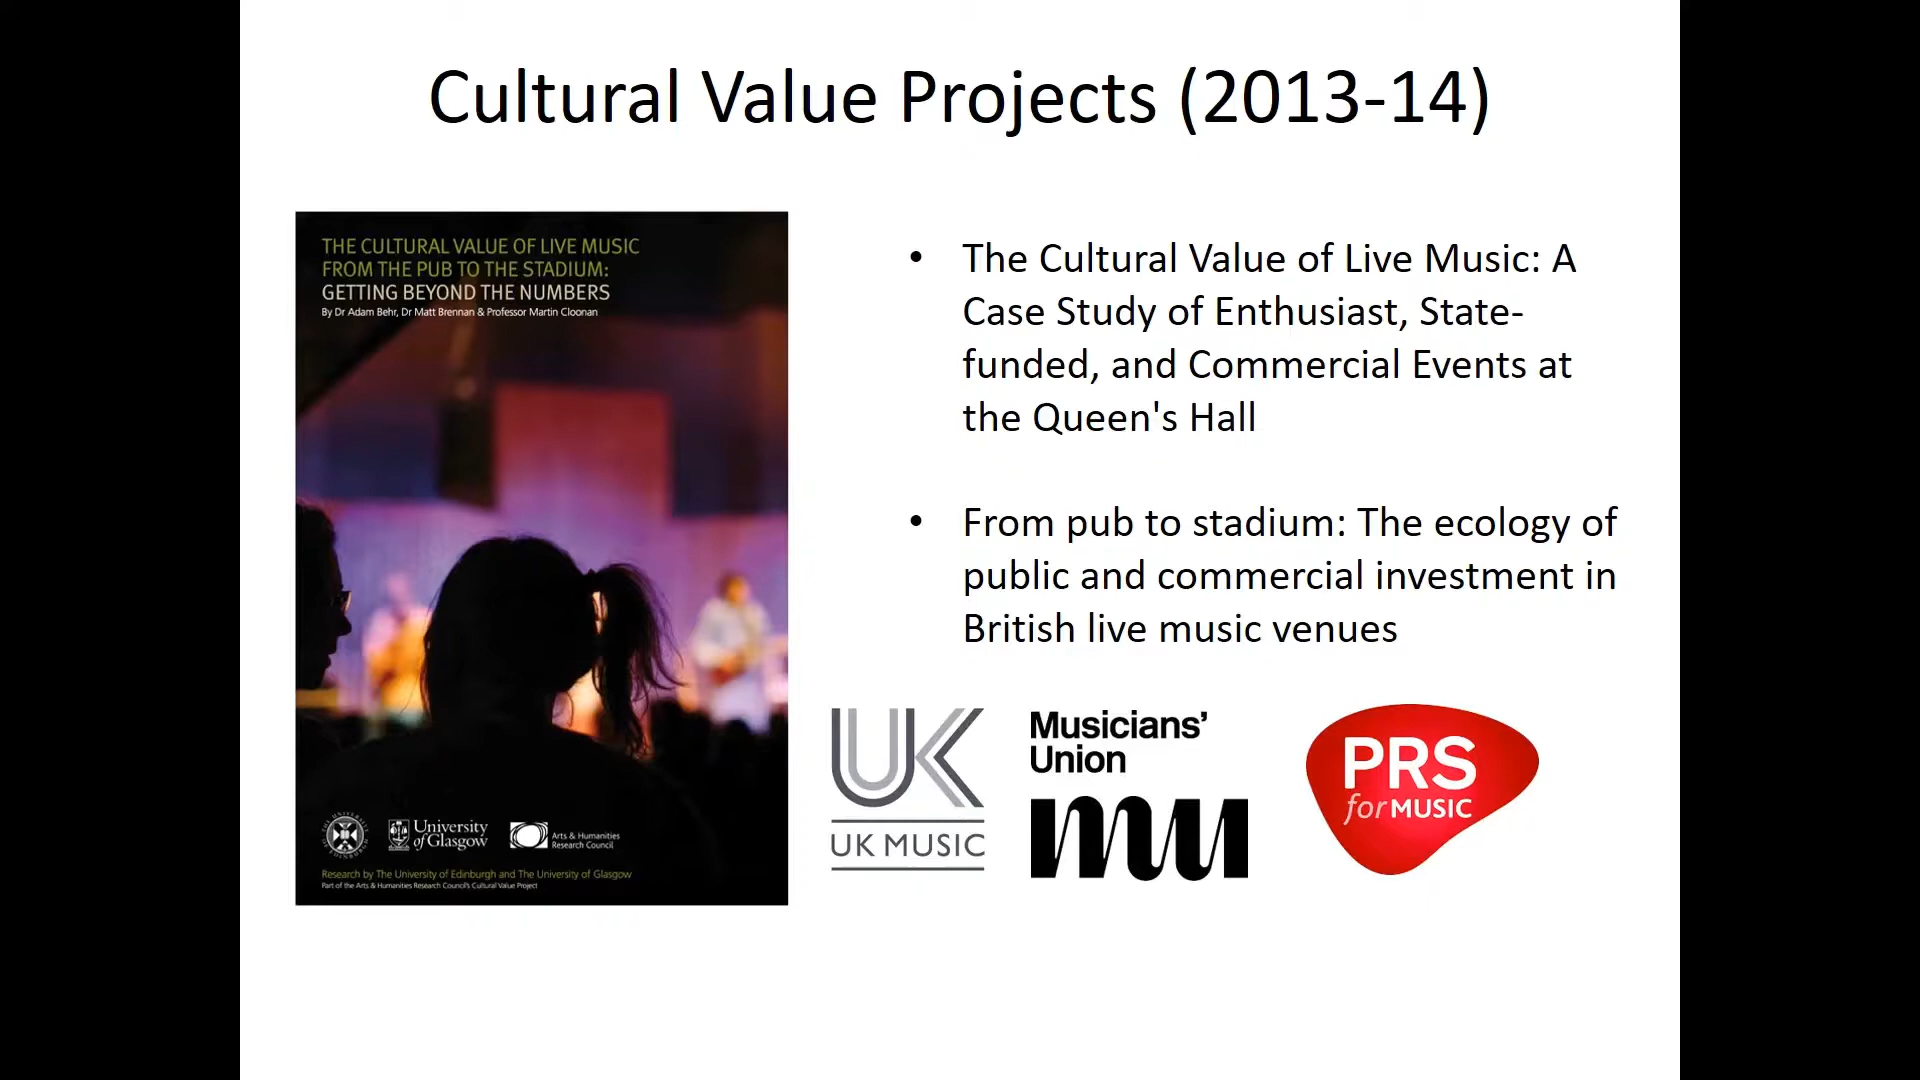 Cultural Value Projects (2013-14)
THE CULTURAL VALUE OF LIVE MUSIC
FROM THE PUB TO THE STADIUM:
GETTING BEYOND THE NUMBERS
By Dr Adam Behr, Dr Matt Brennan & Professor Martin Cloonan
University
of Glasgow
Arts & Humanities
Research Council
Research by The University of Edinburgh and The University of Glasgow
Part of the Arts & Humanities Research Council's Cultural Value Project
• The Cultural Value of Live Music: A
Case Study of Enthusiast, State-
funded, and Commercial Events at
the Queen's Hall
• From pub to stadium: The ecology of
public and commercial investment in
British live music venues
UK
UK MUSIC
Musicians’
Union
mu
PRS
for MUSIC